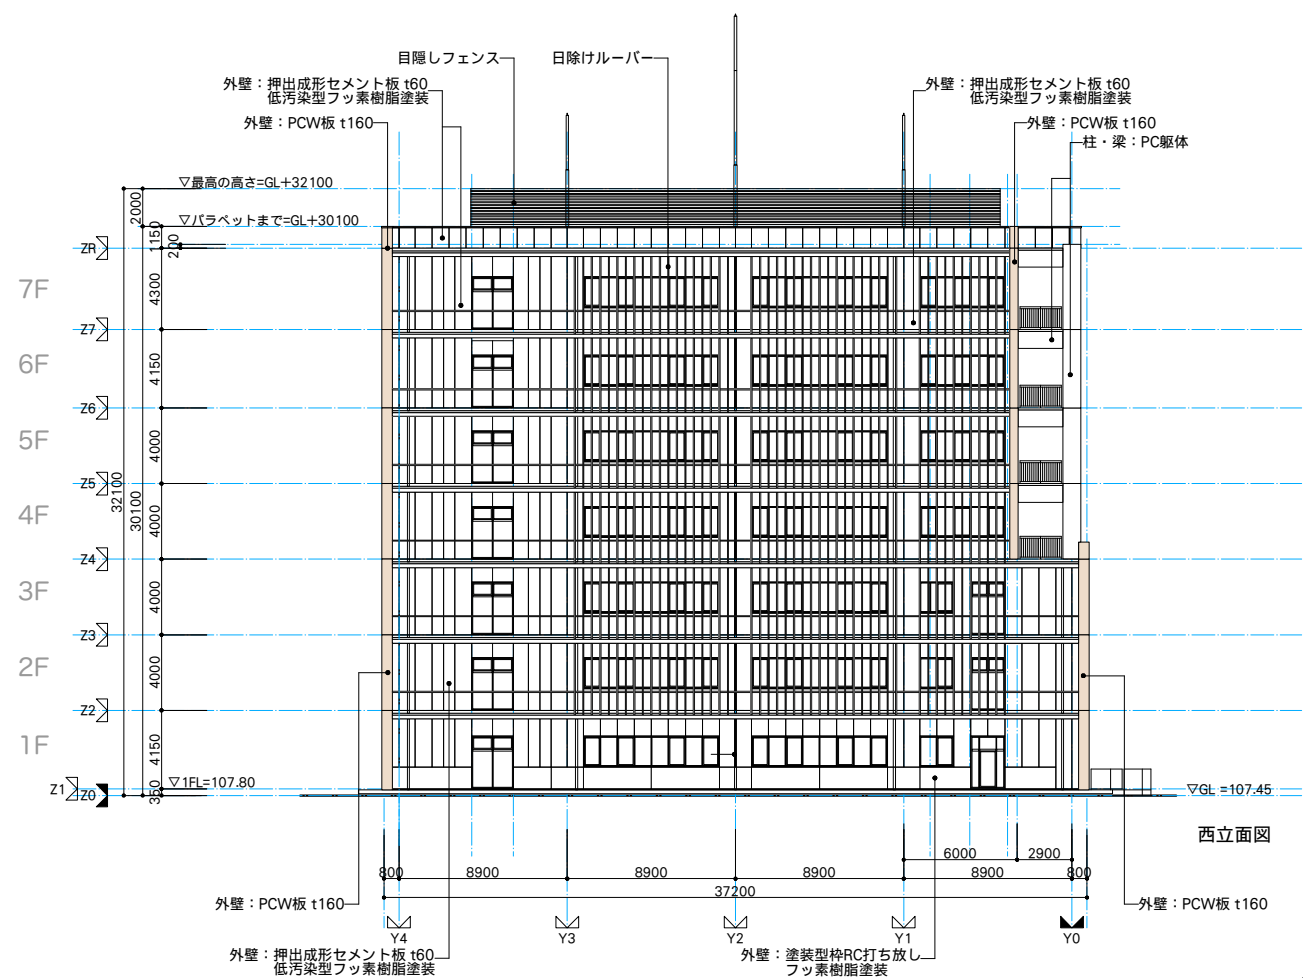 目隠しフェンス
日除けルーバー
外壁：押出成形セメント板 t60
低汚染型フッ素樹脂塗装
外壁：押出成形セメント板 t60
低汚染型フッ素樹脂塗装
外壁：PCW板 t160
外壁：PCW板 t160
柱・梁：PC躯体
▽最高の高さ=GL+32100
▽パラペットまで=GL+30100
2000
1150
200
ZR
7F
4300
Z7
6F
4150
Z6
5F
4000
Z5
32100
30100
4F
4000
Z4
3F
4000
Z3
2F
4000
Z2
1F
4150
▽1FL=107.80
Z1
Z0
350
▽GL =107.45
西立面図
6000
2900
800
8900
8900
8900
8900
800
37200
外壁：PCW板 t160
外壁：PCW板 t160
Y4
Y3
Y2
Y1
Y0
外壁：押出成形セメント板 t60
低汚染型フッ素樹脂塗装
外壁：塗装型枠RC打ち放し
フッ素樹脂塗装